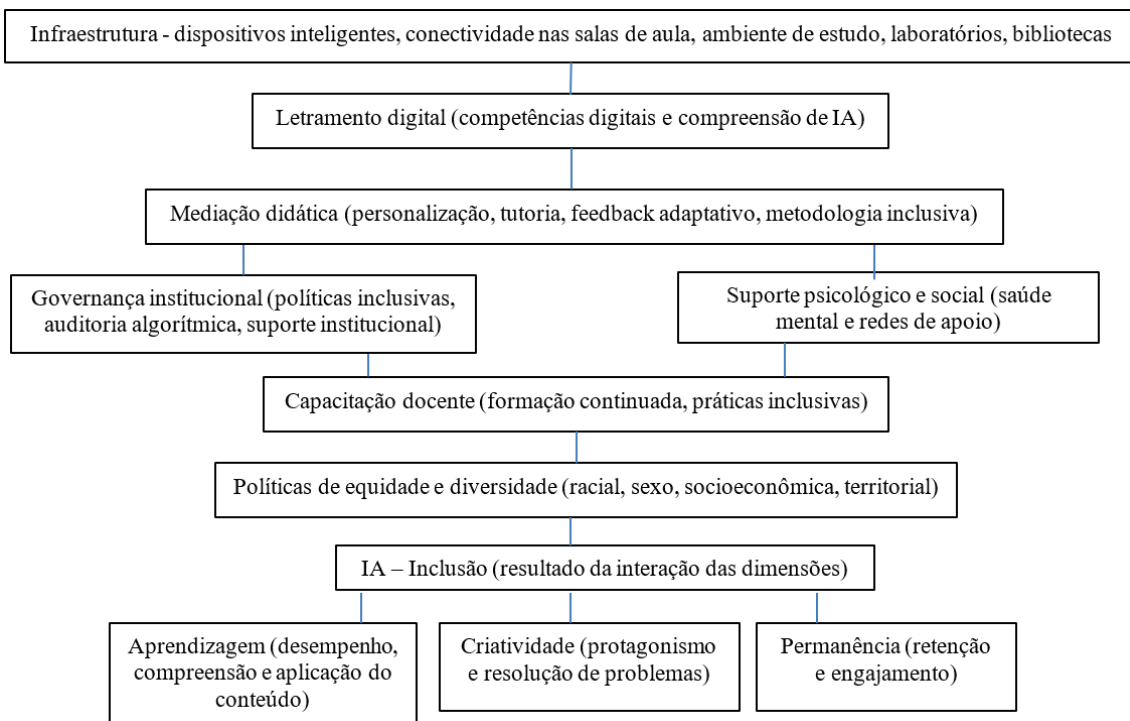 Infraestrutura - dispositivos inteligentes, conectividade nas salas de aula, ambiente de estudo, laboratórios, bibliotecas
Letramento digital (competências digitais e compreensão de IA)
Mediação didática (personalização, tutoria, feedback adaptativo, metodologia inclusiva)
Governança institucional (políticas inclusivas,
auditoria algorítmica, suporte institucional)
Suporte psicológico e social (saúde
mental e redes de apoio)
Capacitação docente (formação continuada, práticas inclusivas)
Políticas de equidade e diversidade (racial, sexo, socioeconômica, territorial)
IA – Inclusão (resultado da interação das dimensões)
Aprendizagem (desempenho,
compreensão e aplicação do
conteúdo)
Criatividade (protagonismo
e resolução de problemas)
Permanência (retenção
e engajamento)